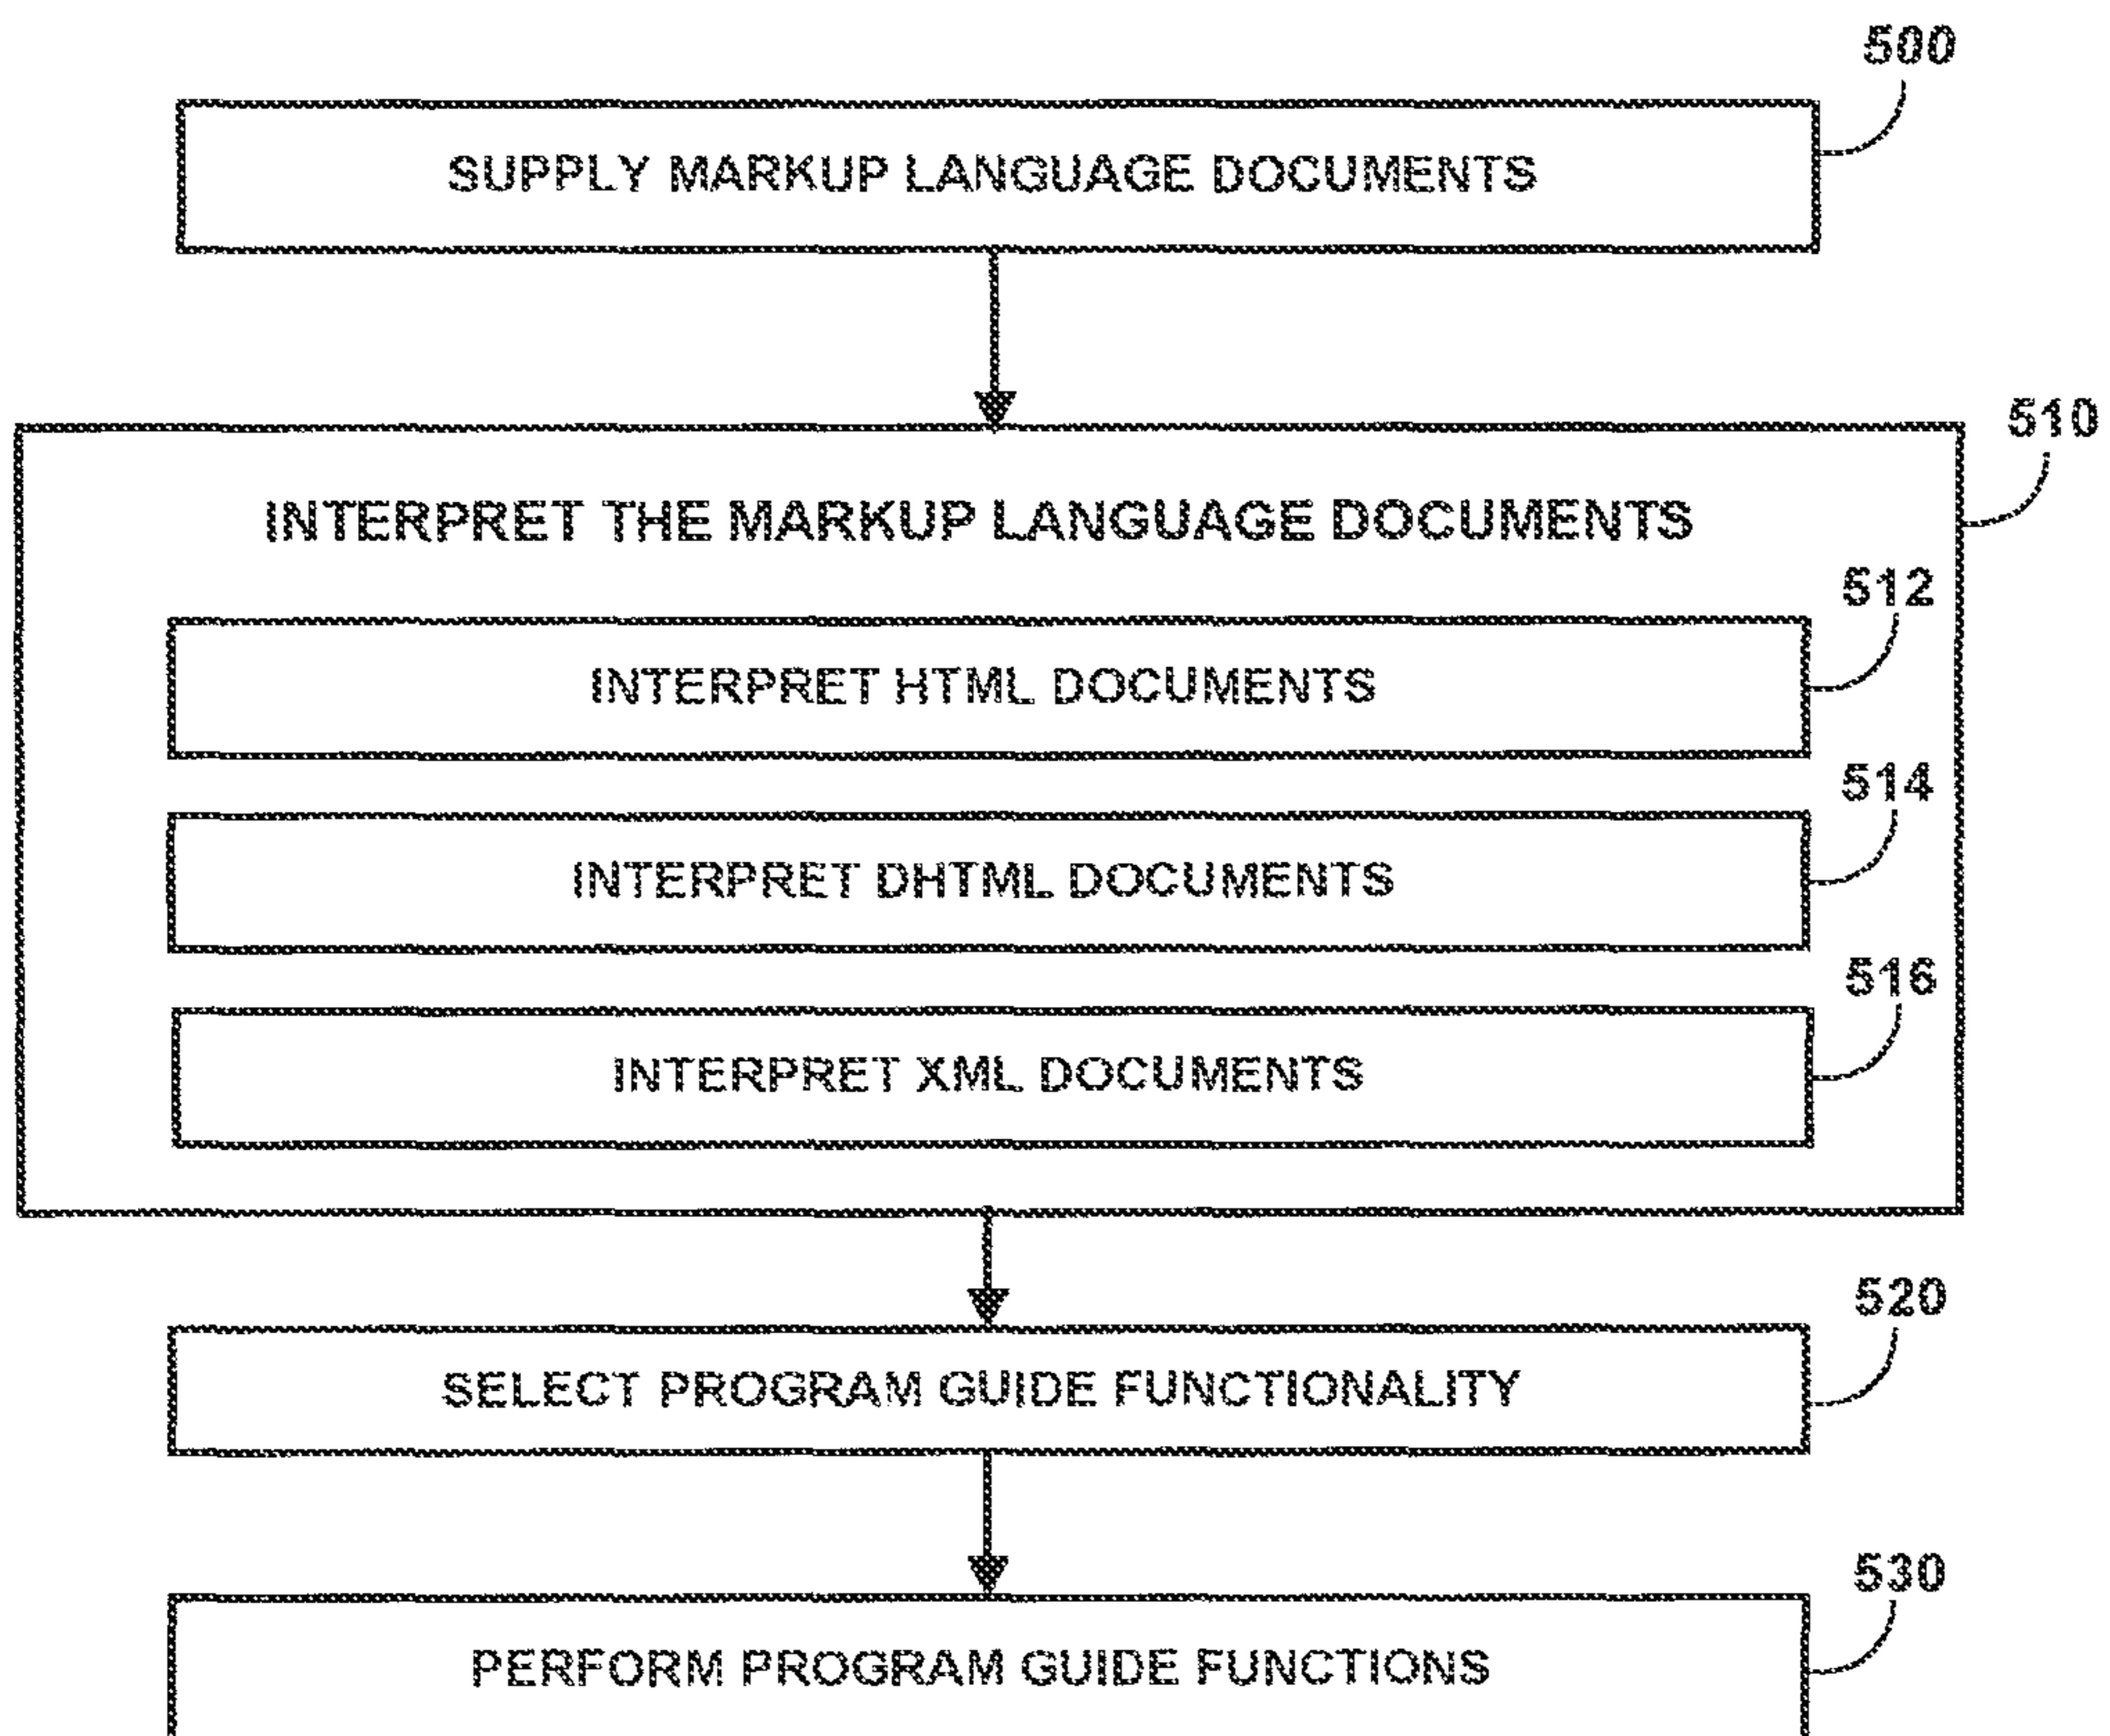 500
SUPPLY MARKUP LANGUAGE DOCUMENTS
510
INTERPRET THE MARKUP LANGUAGE DOCUMENTS
512
INTERPRET HTML DOCUMENTS
514
INTERPRET DHTML DOCUMENTS
516
INTERPRET XML DOCUMENTS
520
SELECT PROGRAM GUIDE FUNCTIONALITY
530
PERFORM PROGRAM GUIDE FUNCTIONS